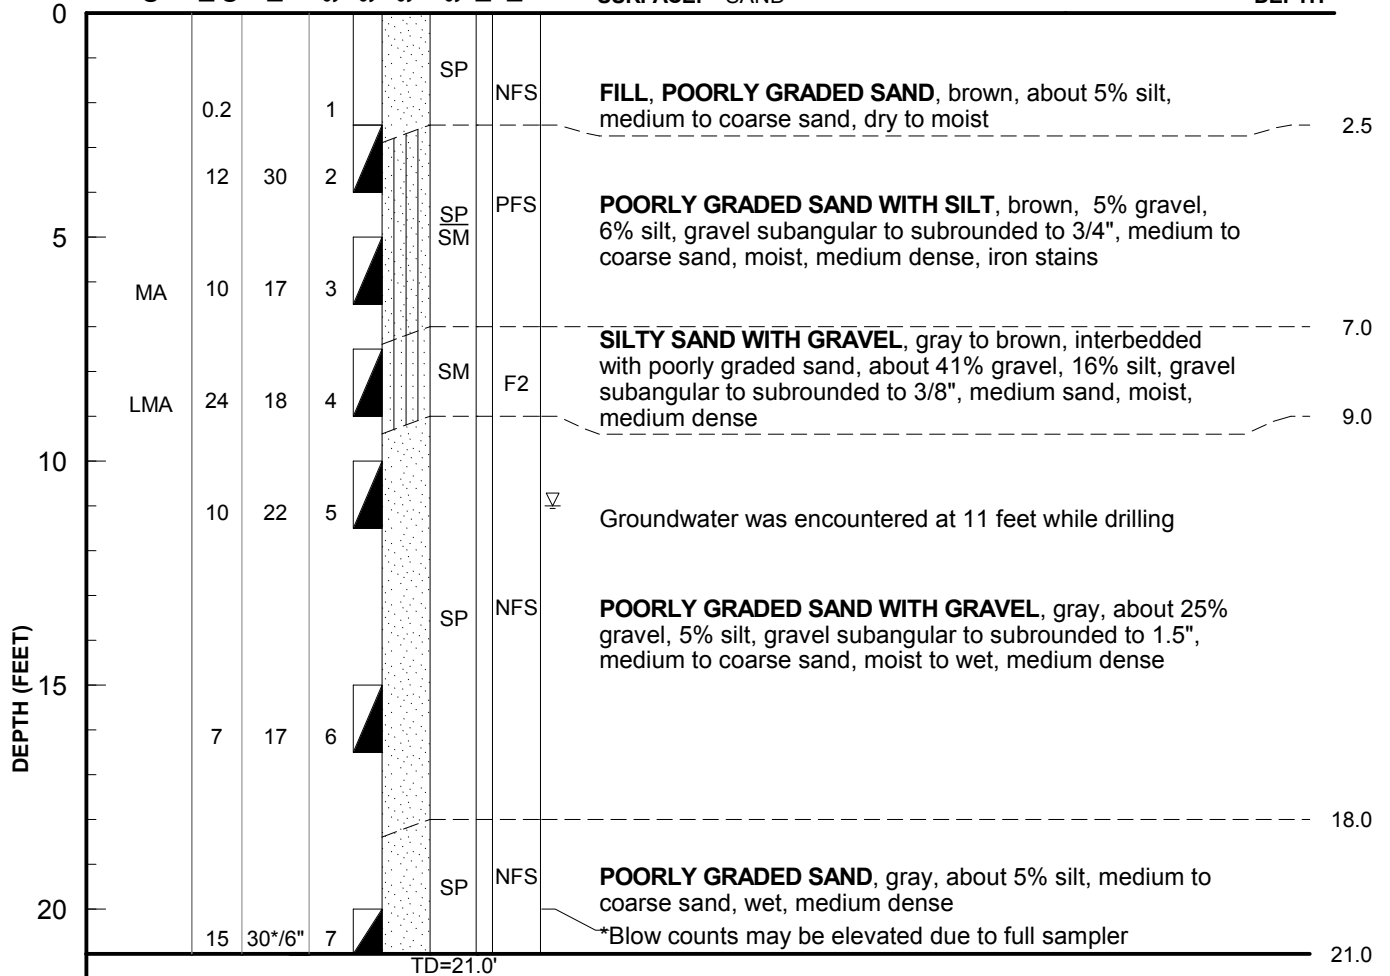 SURFACE: SAND DEPTH
0
SP
NFS
FILL, POORLY GRADED SAND, brown, about 5% silt,
medium to coarse sand, dry to moist
0.2 1
2.5
12 30 2
SP
SM
PFS
POORLY GRADED SAND WITH SILT, brown, 5% gravel,
6% silt, gravel subangular to subrounded to 3/4", medium to
coarse sand, moist, medium dense, iron stains
5
MA 10 17 3
7.0
SILTY SAND WITH GRAVEL, gray to brown, interbedded
with poorly graded sand, about 41% gravel, 16% silt, gravel
subangular to subrounded to 3/8", medium sand, moist,
medium dense
SM F2
LMA 24 18 4
9.0
10
10 22 5
Groundwater was encountered at 11 feet while drilling
SP NFS
POORLY GRADED SAND WITH GRAVEL, gray, about 25%
gravel, 5% silt, gravel subangular to subrounded to 1.5",
medium to coarse sand, moist to wet, medium dense
DEPTH (FEET)
15
7 17 6
18.0
SP NFS
POORLY GRADED SAND, gray, about 5% silt, medium to
coarse sand, wet, medium dense
20
15 30*/6" 7
*Blow counts may be elevated due to full sampler
21.0
TD=21.0'